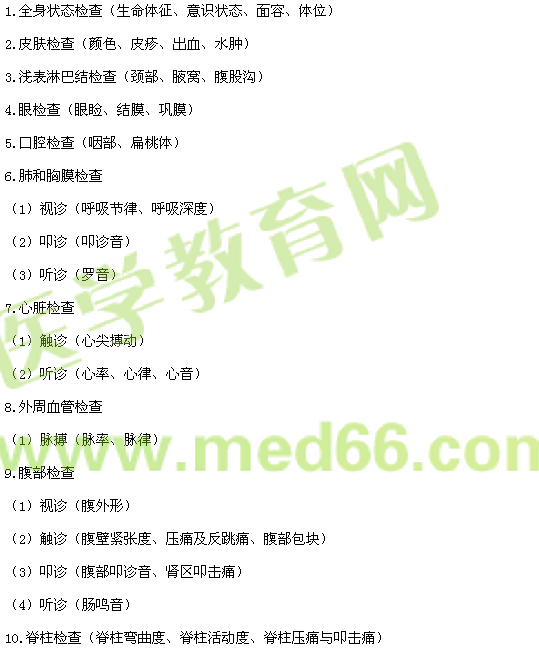 1.全身状态检查（生命体征、意识状态、面容、体位）
2.皮肤检查（颜色、皮疹、出血、水肿）
3.浅表淋巴结检查（颈部、腋窝、腹股沟）
4.眼检查（眼睑、结膜、巩膜）
5.口腔检查（咽部、扁桃体）
6.肺和胸膜检查
（1）视诊（呼吸节律、呼吸深度）
（2）叩诊（叩诊音）
（3）听诊（罗音）
7.心脏检查
（1）触诊（心尖搏动）
（2）听诊（心率、心律、心音）
8.外周血管检查
（1）脉搏（脉率、脉律）
9.腹部检查
（1）视诊（腹外形）
（2）触诊（腹壁紧张度、压痛及反跳痛、腹部包块）
（3）叩诊（腹部叩诊音、肾区叩击痛）
（4）听诊（肠鸣音）
10.脊柱检查（脊柱弯曲度、脊柱活动度、脊柱压痛与叩击痛）
医学教育网
www.med66.com